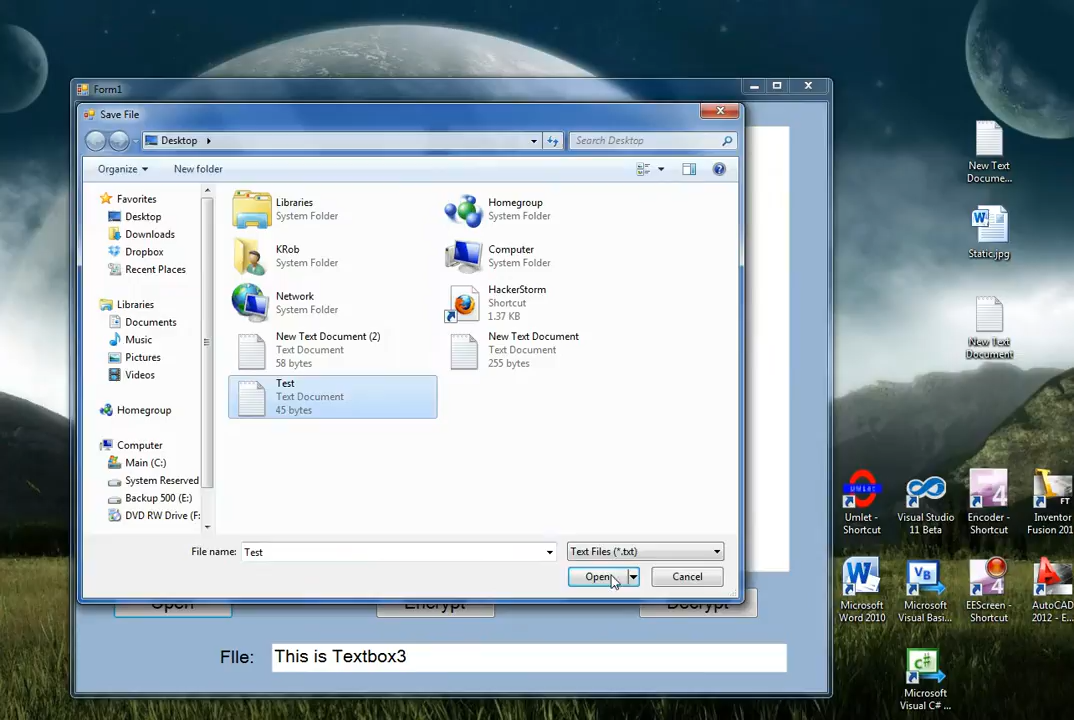 Form1
Save File
Desktop
Search Desktop
Organize
New folder
Favorites
Desktop
Downloads
Dropbox
Recent Places
Libraries
Documents
Music
Pictures
Videos
Homegroup
Computer
Main (C:)
System Reserved
Backup 500 (E:)
DVD RW Drive (F:
Libraries
System Folder
Homegroup
System Folder
KRob
System Folder
Computer
System Folder
Network
System Folder
HackerStorm
Shortcut
1.37 KB
New Text Document (2)
Text Document
58 bytes
New Text Document
Text Document
255 bytes
Test
Text Document
45 bytes
File name:
Test
Text Files (*.txt)
Open
Cancel
Open
Encrypt
Decrypt
FIle:
This is Textbox3
New Text
Docume...
Static.jpg
New Text
Document
Umlet -
Shortcut
Visual Studio
11 Beta
Encoder -
Shortcut
Inventor
Fusion 201
Microsoft
Word 2010
Microsoft
Visual Basi...
EEScreen -
Shortcut
AutoCAD
2012 - E...
Microsoft
Visual C# ...